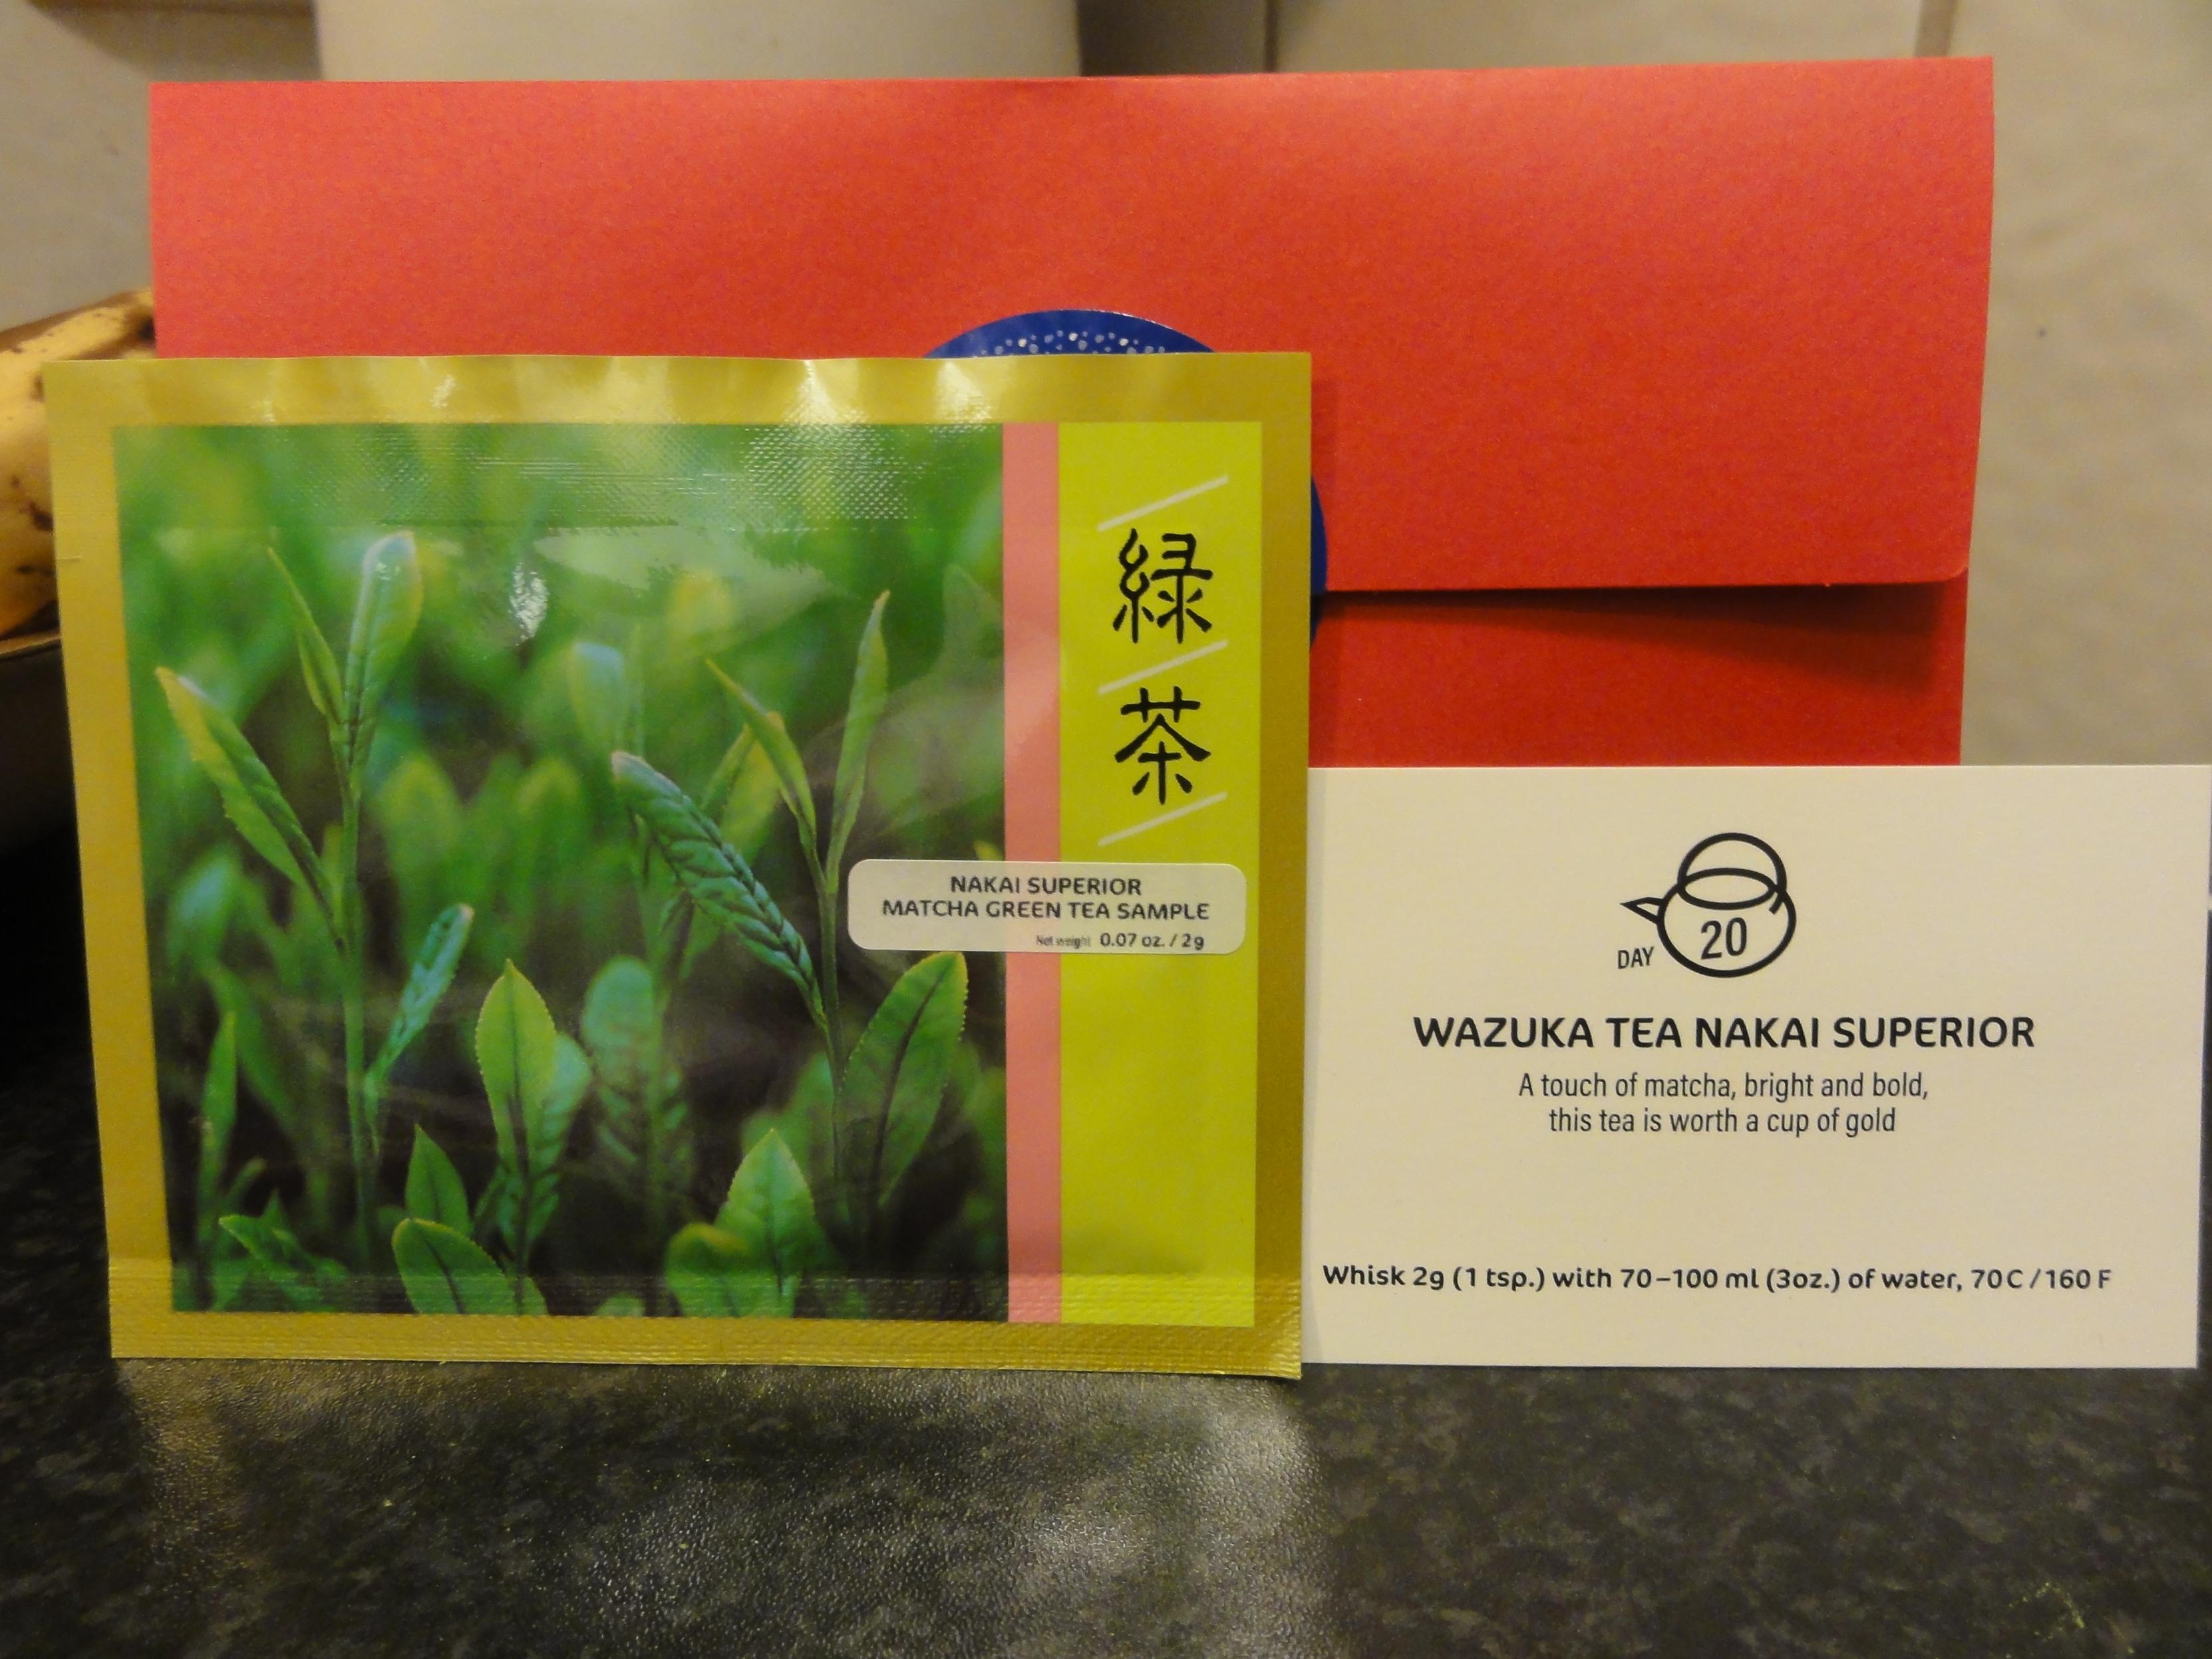 緑
茶
NAKAI SUPERIOR
MATCHA GREEN TEA SAMPLE
Net weight 0.07 oz. / 2g
DAY 20
WAZUKA TEA NAKAI SUPERIOR
A touch of matcha, bright and bold,
this tea is worth a cup of gold
Whisk 2g (1 tsp.) with 70–100 ml (3oz.) of water, 70C / 160 F